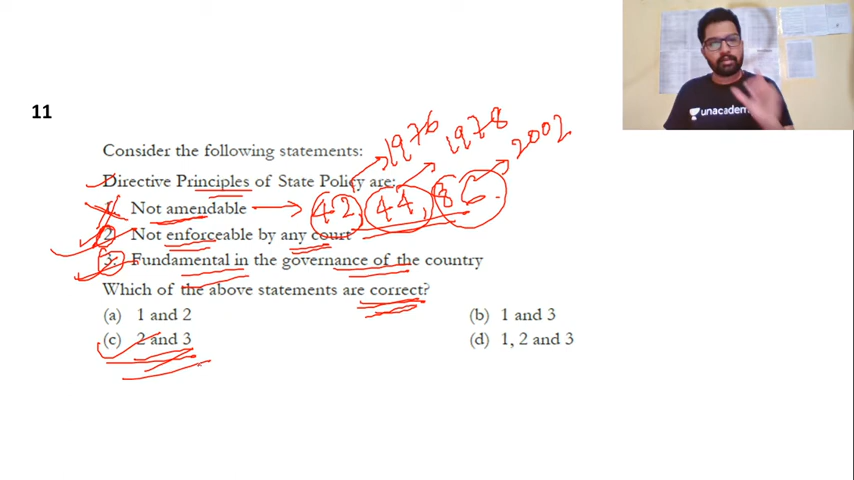 unacadem
11
1976
1978
2002
Consider the following statements:
Directive Principles of State Policy are:
1. Not amendable 42, 44, 86.
2. Not enforceable by any court
3. Fundamental in the governance of the country
Which of the above statements are correct?
(a) 1 and 2 (b) 1 and 3
(c) 2 and 3 (d) 1, 2 and 3